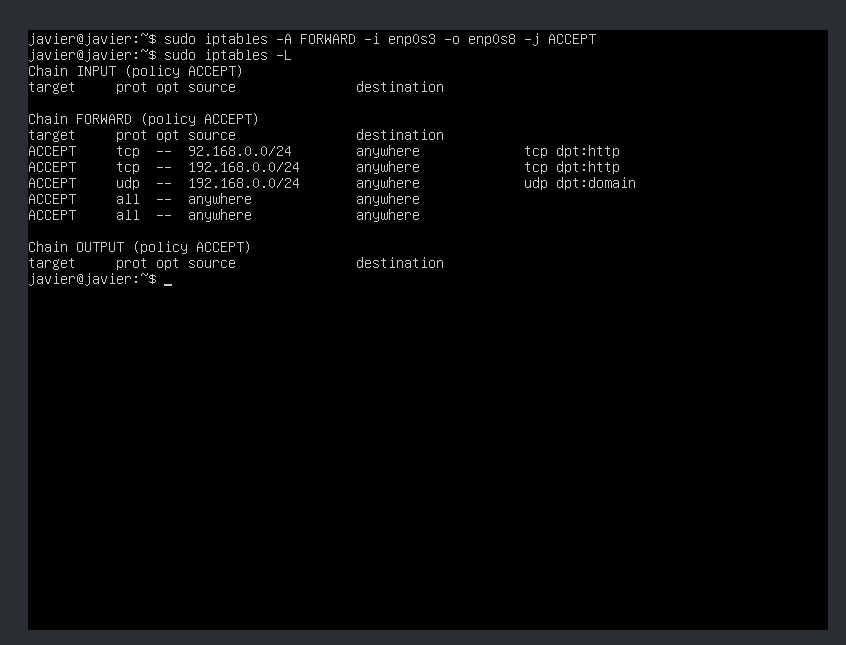 javier@javier:~$ sudo iptables -A FORWARD -i enp0s3 -o enp0s8 -j ACCEPT
javier@javier:~$ sudo iptables -L
Chain INPUT (policy ACCEPT)
target     prot opt source               destination
Chain FORWARD (policy ACCEPT)
target     prot opt source               destination
ACCEPT     tcp  --  92.168.0.0/24        anywhere             tcp dpt:http
ACCEPT     tcp  --  192.168.0.0/24       anywhere             tcp dpt:http
ACCEPT     udp  --  192.168.0.0/24       anywhere             udp dpt:domain
ACCEPT     all  --  anywhere             anywhere
ACCEPT     all  --  anywhere             anywhere
Chain OUTPUT (policy ACCEPT)
target     prot opt source               destination
javier@javier:~$ _